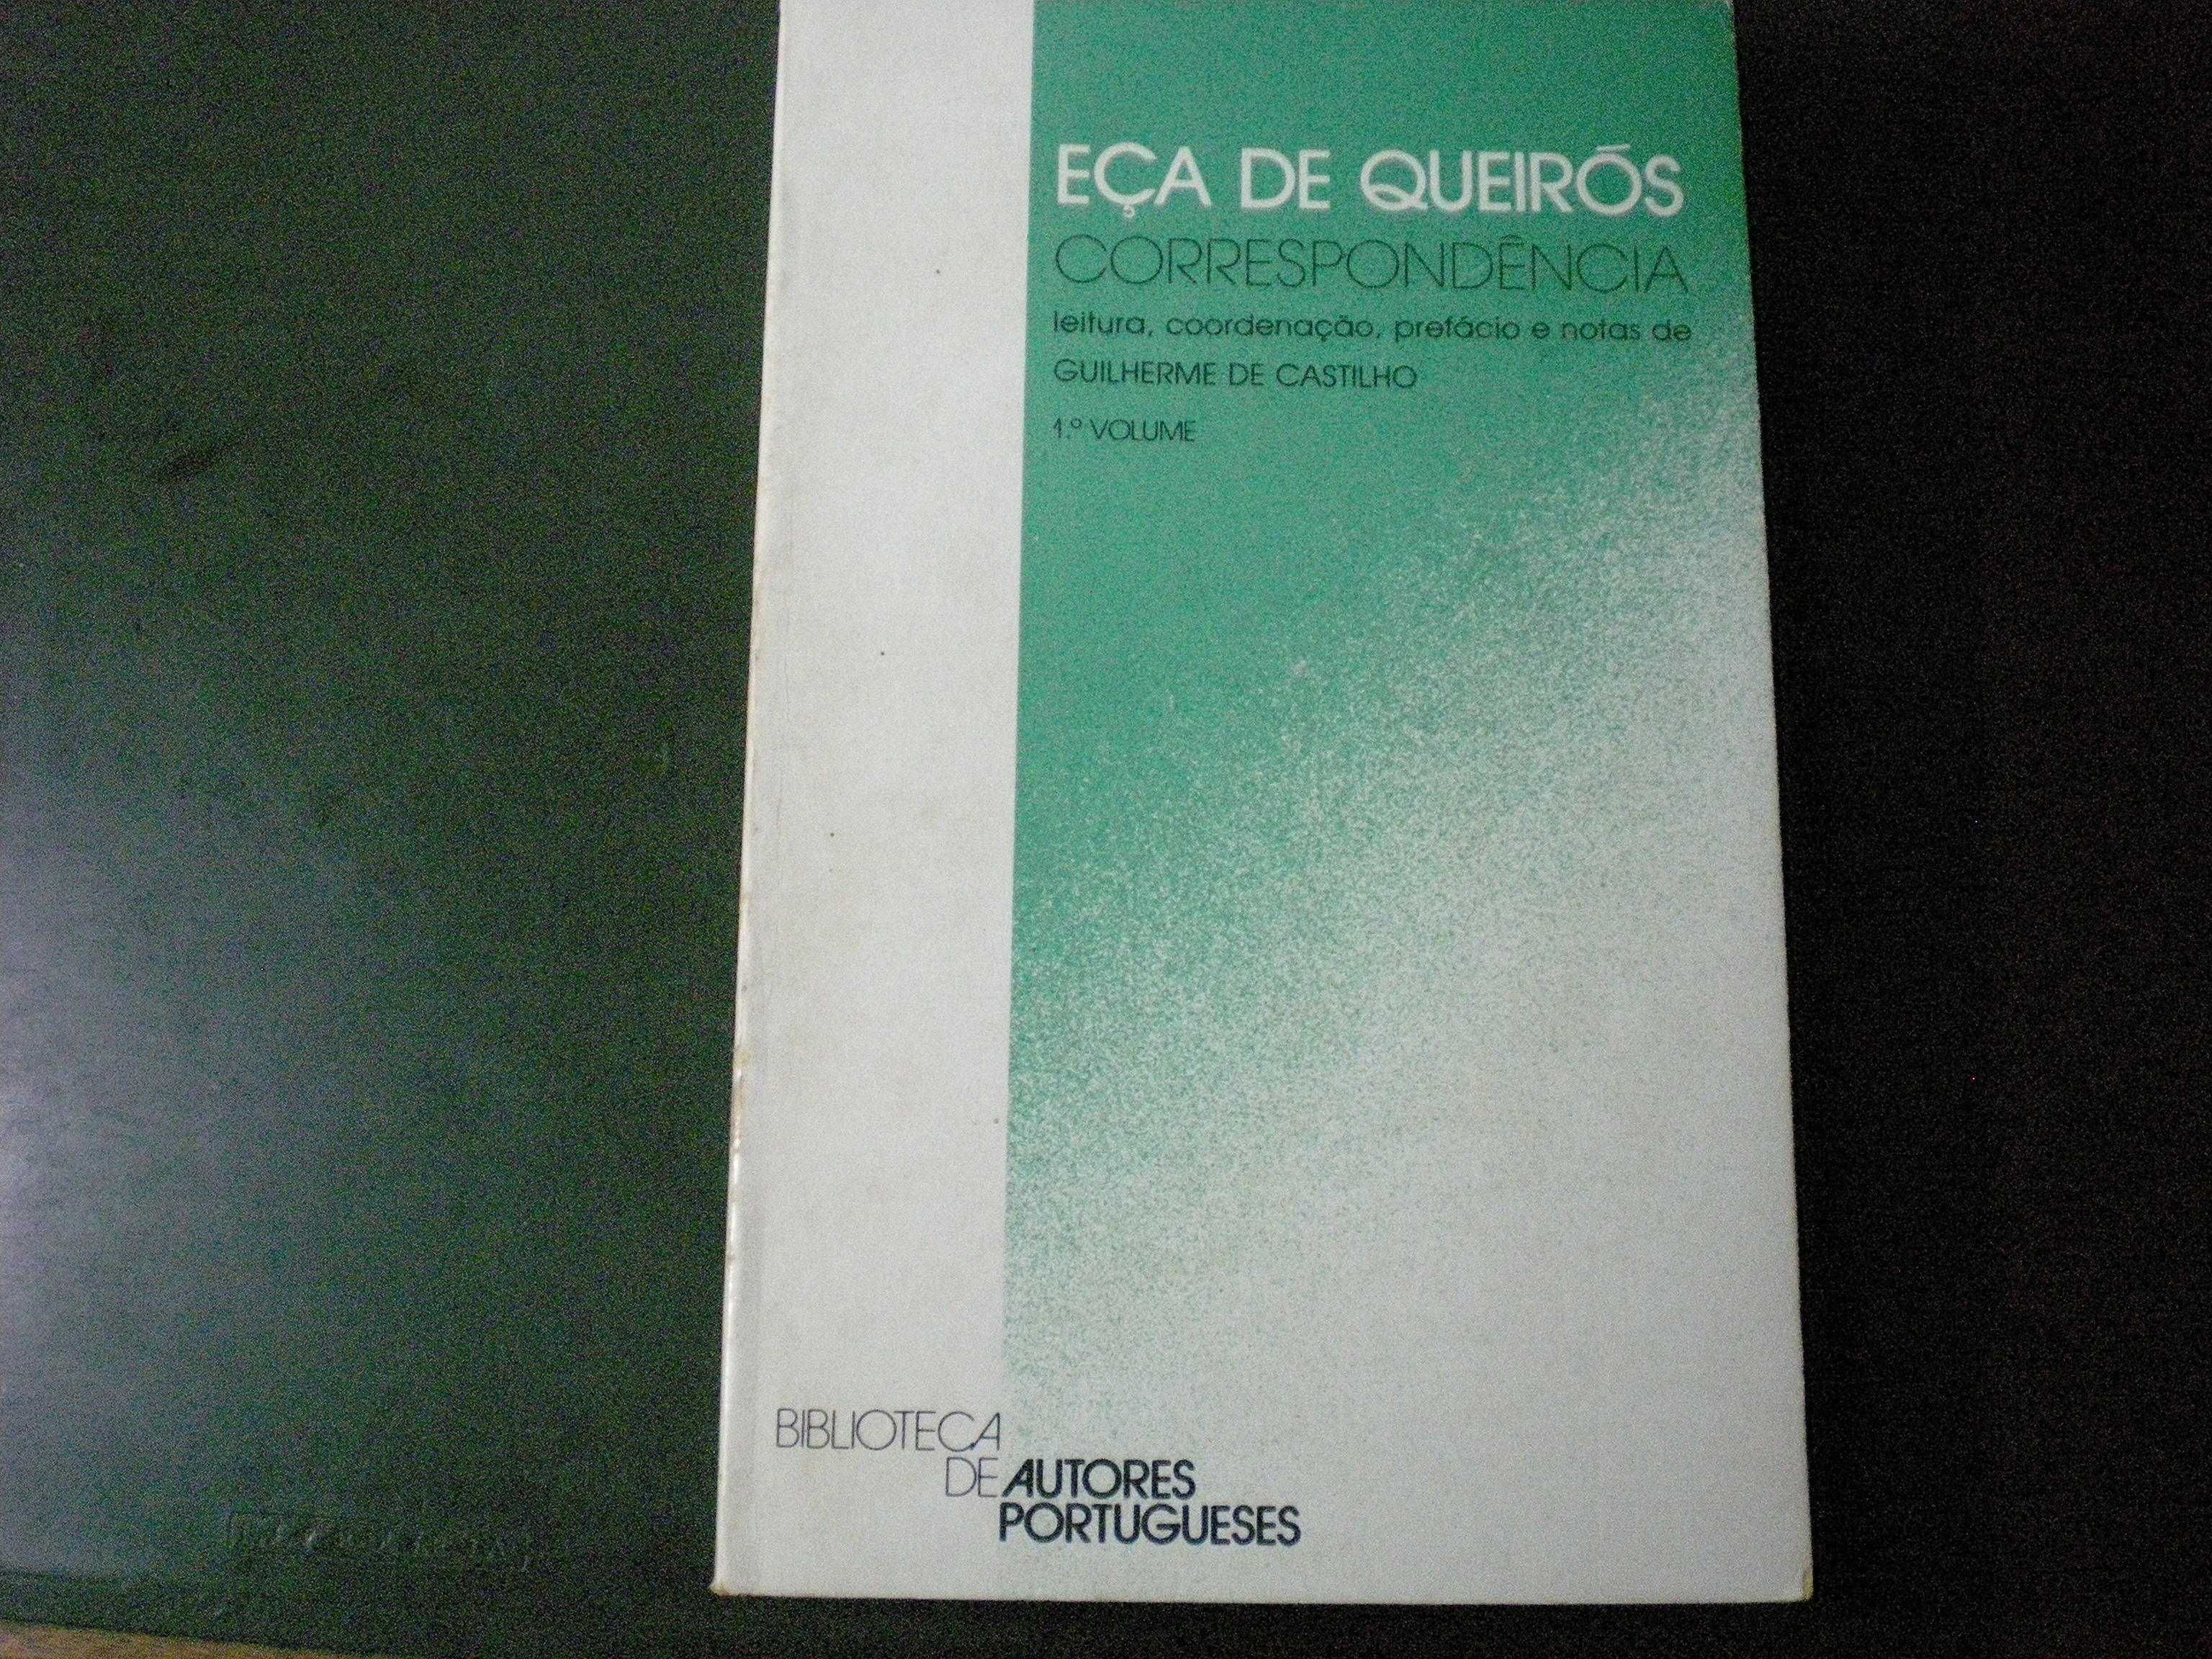 EÇA DE QUEIRÓS
CORRESPONDÊNCIA
leitura, coordenação, prefácio e notas de
GUILHERME DE CASTILHO
1.º VOLUME
BIBLIOTECA
DE AUTORES
PORTUGUESES